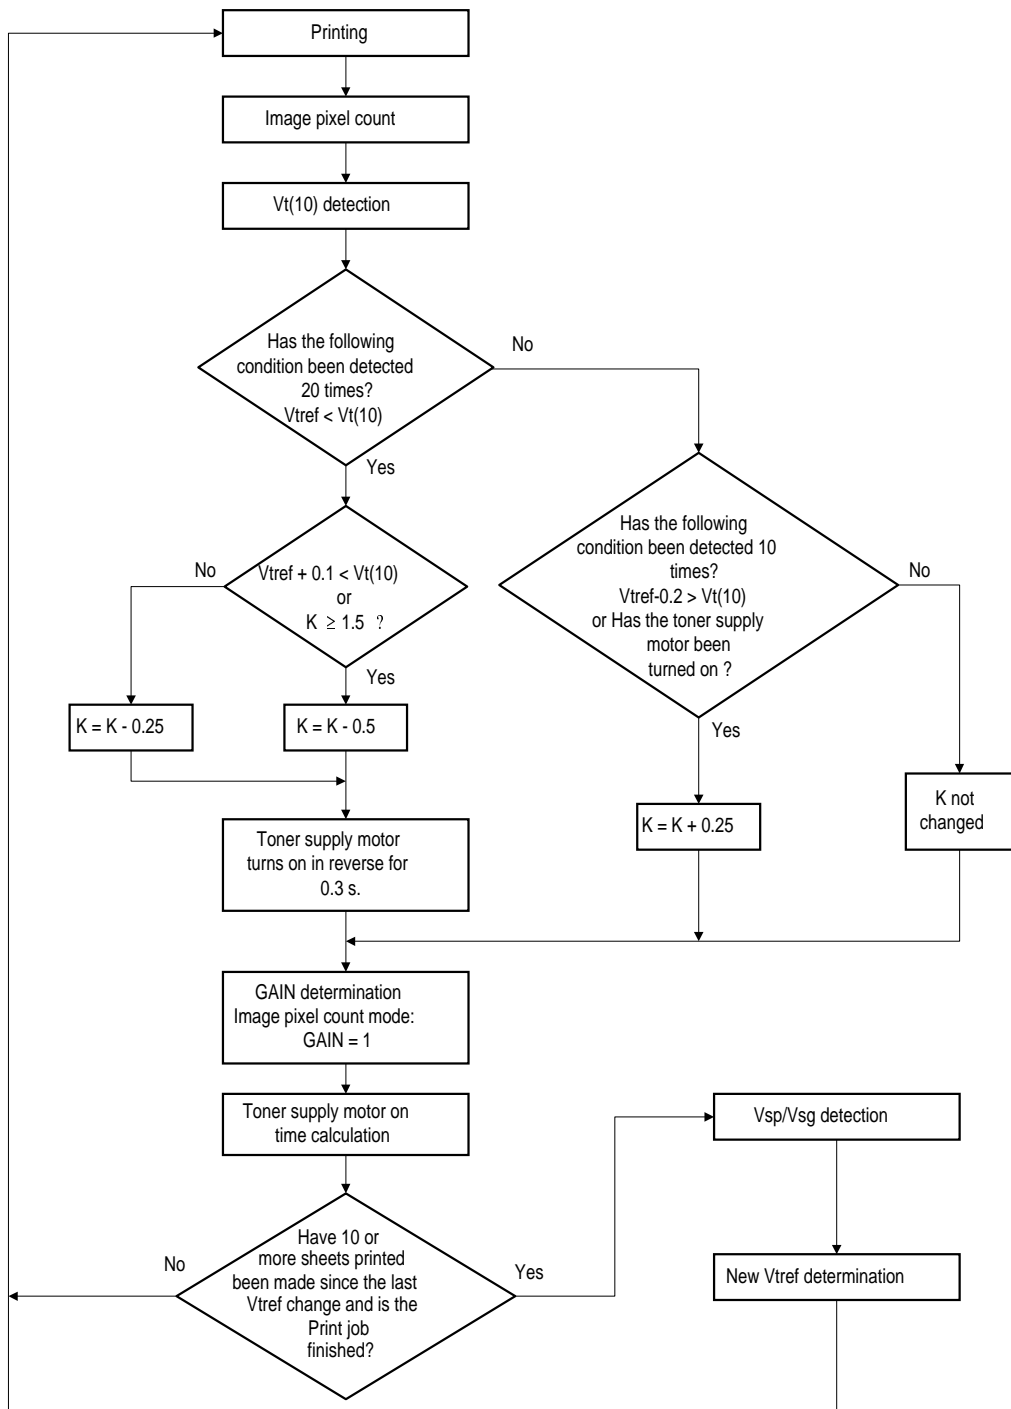 Printing
Image pixel count
Vt(10) detection
Has the following
condition been detected
20 times?
Vtref < Vt(10)
No
Yes
Has the following
condition been detected 10
times?
Vtref-0.2 > Vt(10)
or Has the toner supply
motor been
turned on ?
No
Yes
Vtref + 0.1 < Vt(10)
or
K ≥ 1.5 ?
No
Yes
K = K - 0.25
K = K - 0.5
K = K + 0.25
K not
changed
Toner supply motor
turns on in reverse for
0.3 s.
GAIN determination
Image pixel count mode:
GAIN = 1
Toner supply motor on
time calculation
Have 10 or
more sheets printed
been made since the last
Vtref change and is the
Print job
finished?
No
Yes
Vsp/Vsg detection
New Vtref determination